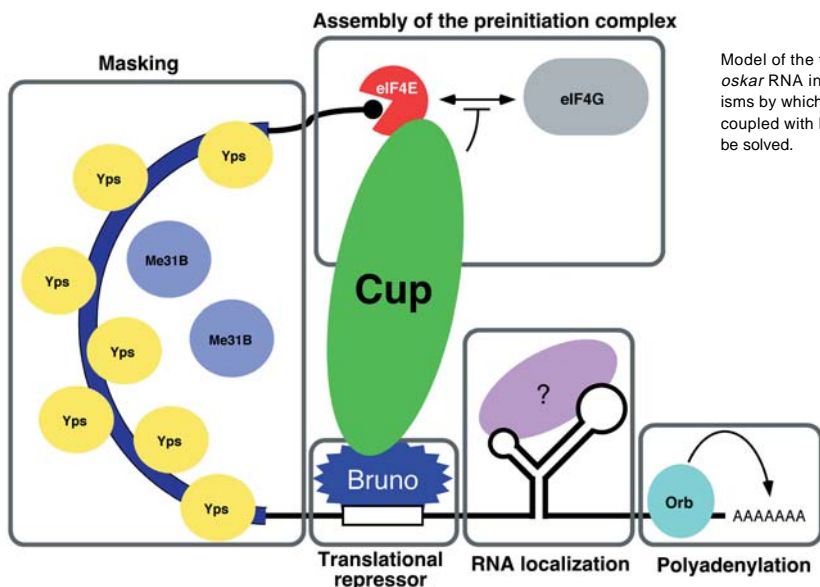 Assembly of the preinitiation complex
Masking
eIF4E
eIF4G
Model of the
oskar RNA in
isms by which
coupled with
be solved.
Yps
Yps
Yps
Me31B
Cup
Me31B
Yps
Yps
Yps
Yps
?
Bruno
Orb
AAAAAAA
Translational
repressor
RNA localization
Polyadenylation